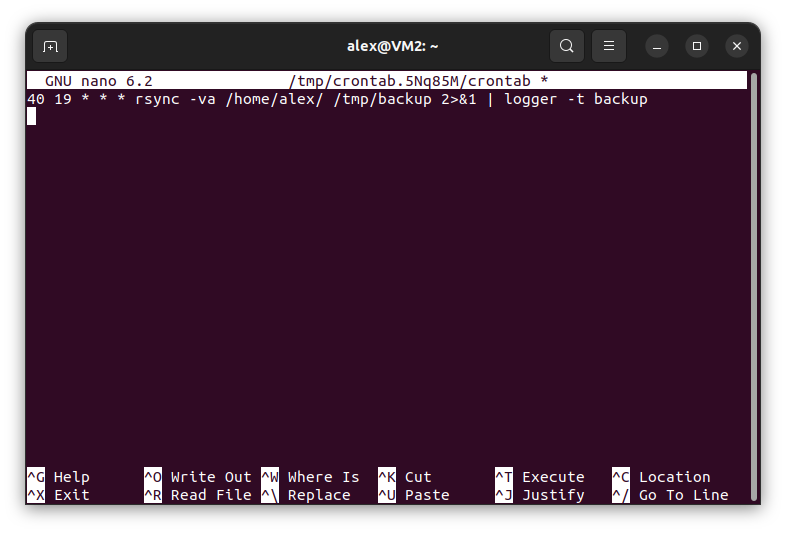 alex@VM2: ~
GNU nano 6.2 /tmp/crontab.5Nq85M/crontab *
40 19 * * * rsync -va /home/alex/ /tmp/backup 2>&1 | logger -t backup
^G Help ^O Write Out ^W Where Is ^K Cut ^T Execute ^C Location
^X Exit ^R Read File ^\ Replace ^U Paste ^J Justify ^/ Go To Line